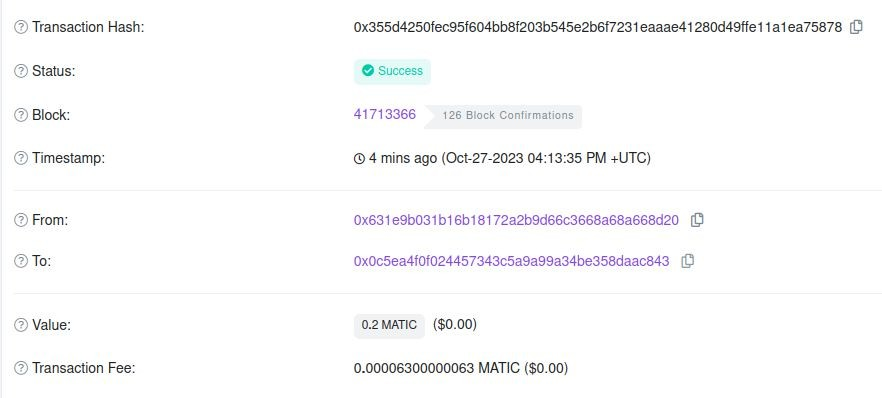 Transaction Hash: 0x355d4250fec95f604bb8f203b545e2b6f7231eaaae41280d49ffe11a1ea75878
Status: Success
Block: 41713366 126 Block Confirmations
Timestamp: 4 mins ago (Oct-27-2023 04:13:35 PM +UTC)
From: 0x631e9b031b16b18172a2b9d66c3668a68a668d20
To: 0x0c5ea4f0f024457343c5a9a99a34be358daac843
Value: 0.2 MATIC ($0.00)
Transaction Fee: 0.00006300000063 MATIC ($0.00)